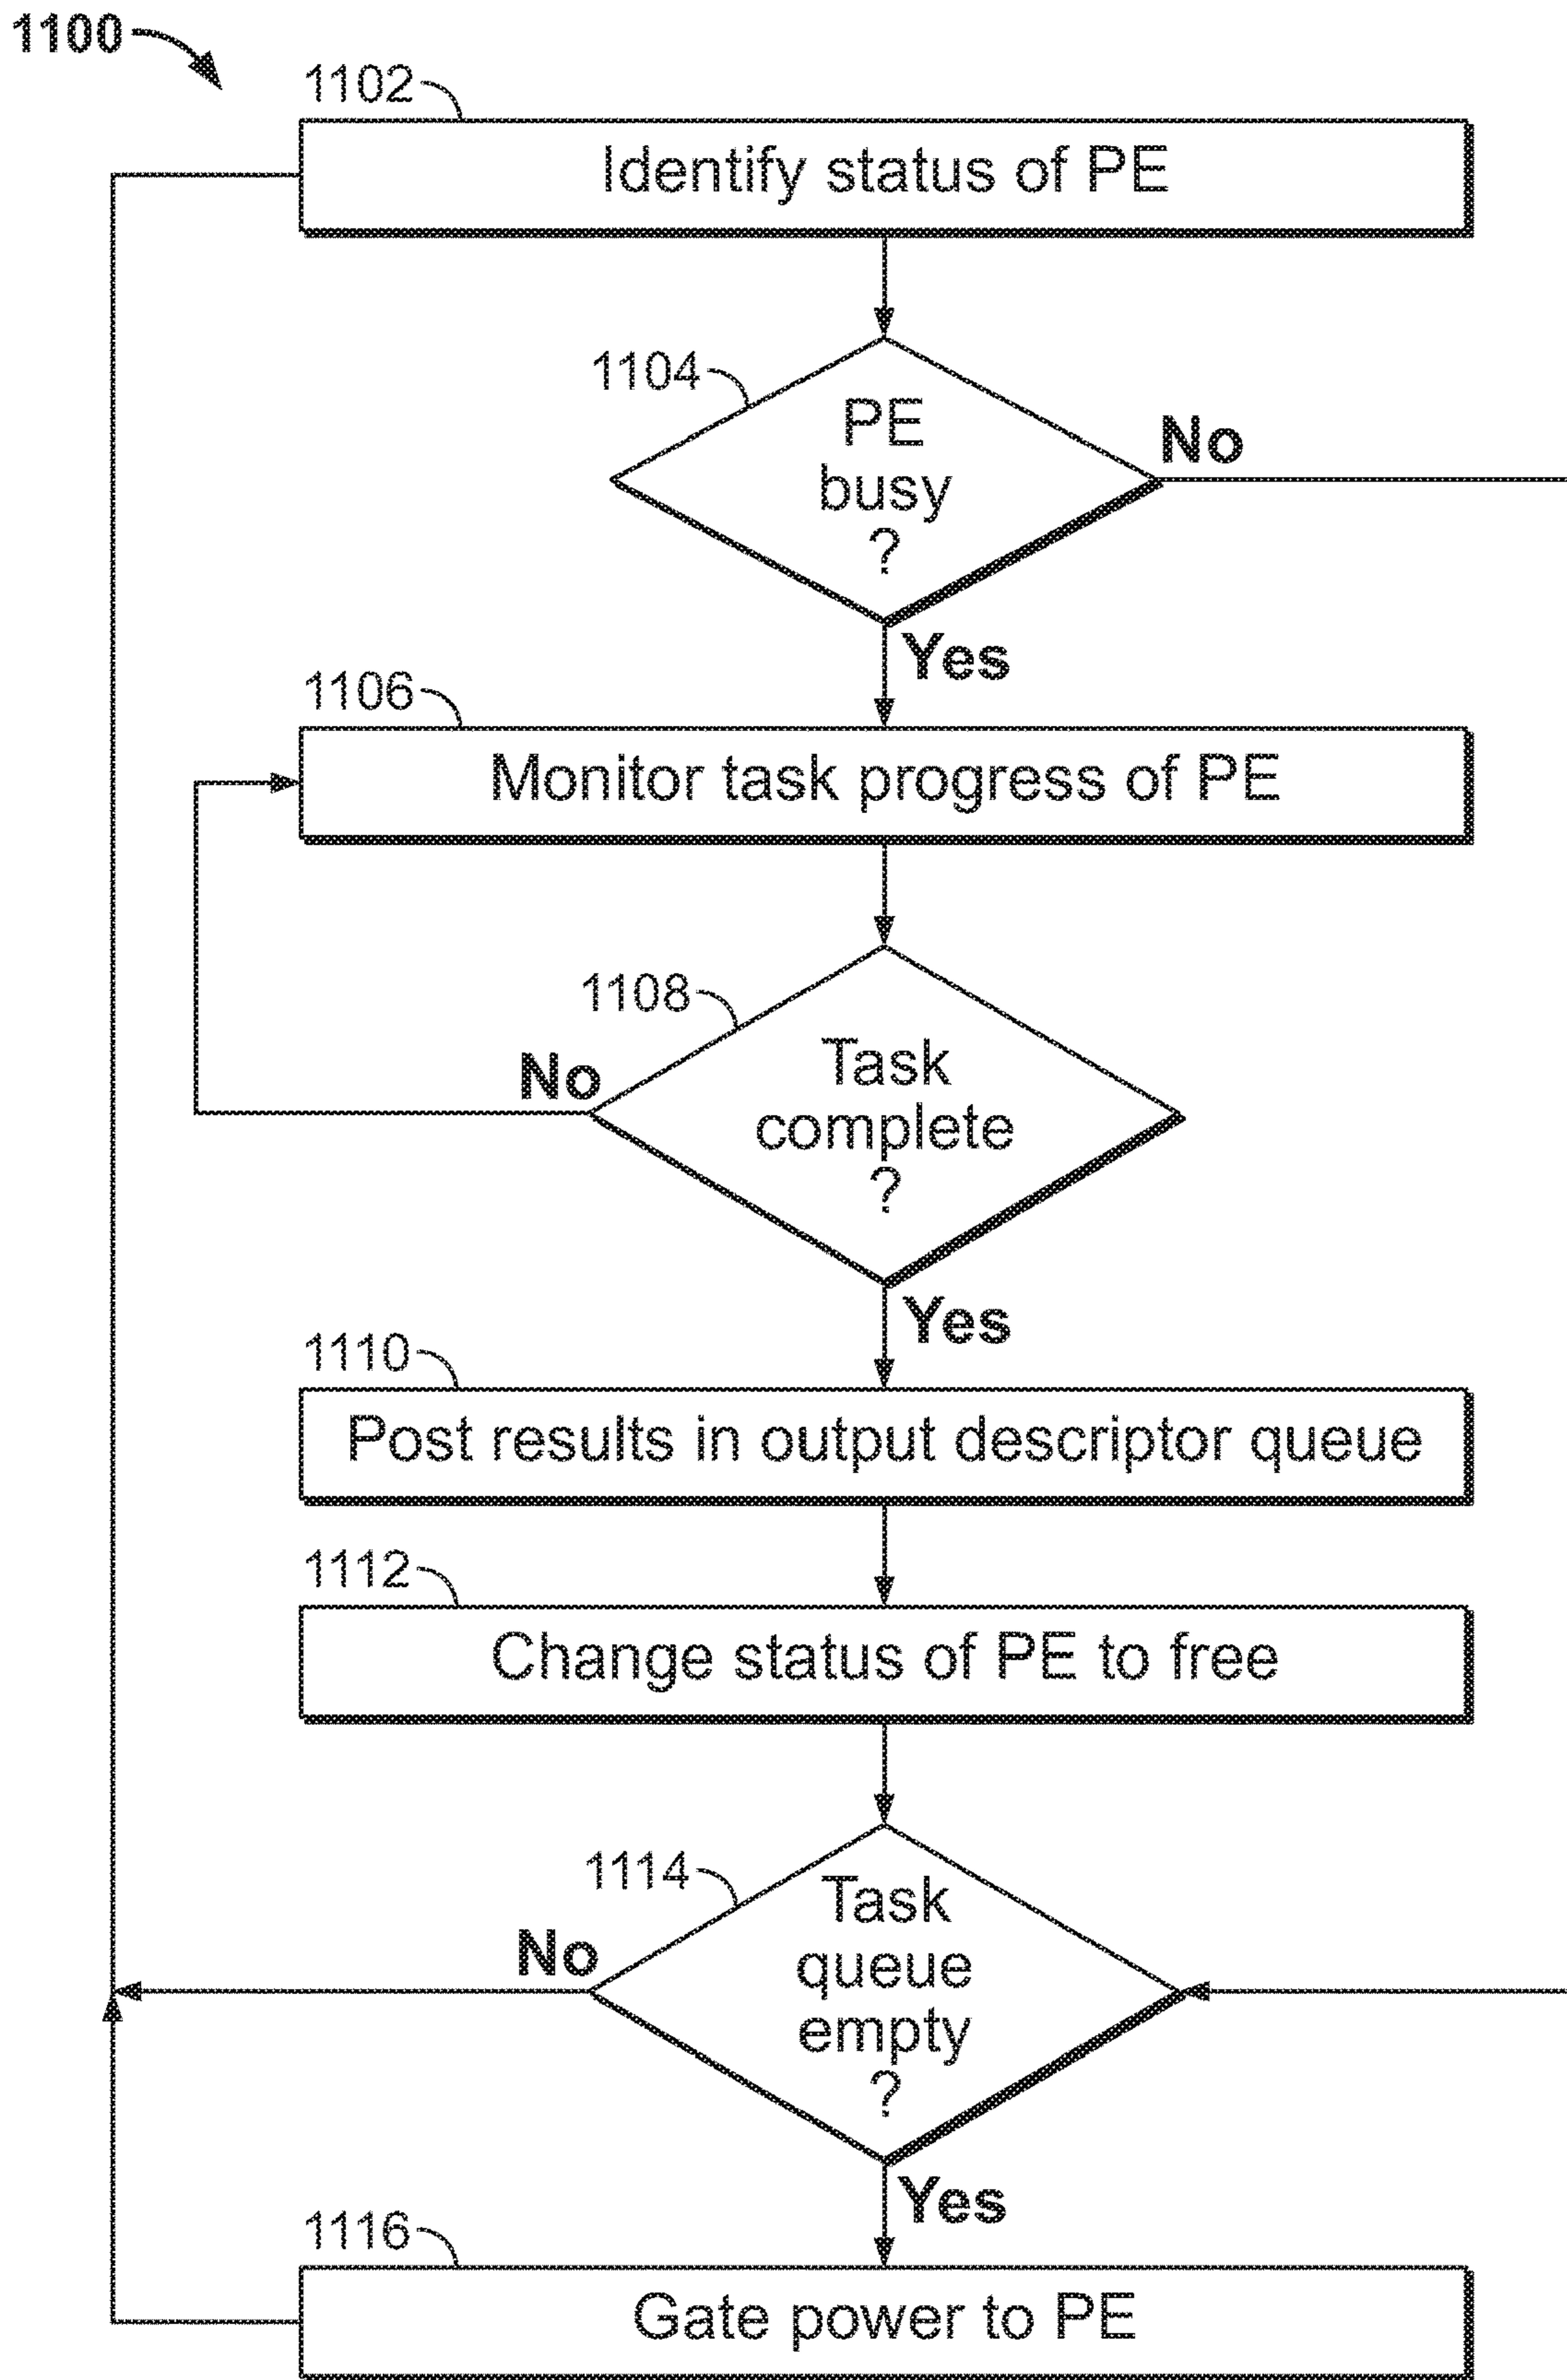 1100
1102
Identify status of PE
1104
PE
busy
?
No
Yes
1106
Monitor task progress of PE
1108
Task
complete
?
No
Yes
1110
Post results in output descriptor queue
1112
Change status of PE to free
1114
Task
queue
empty
?
No
Yes
1116
Gate power to PE